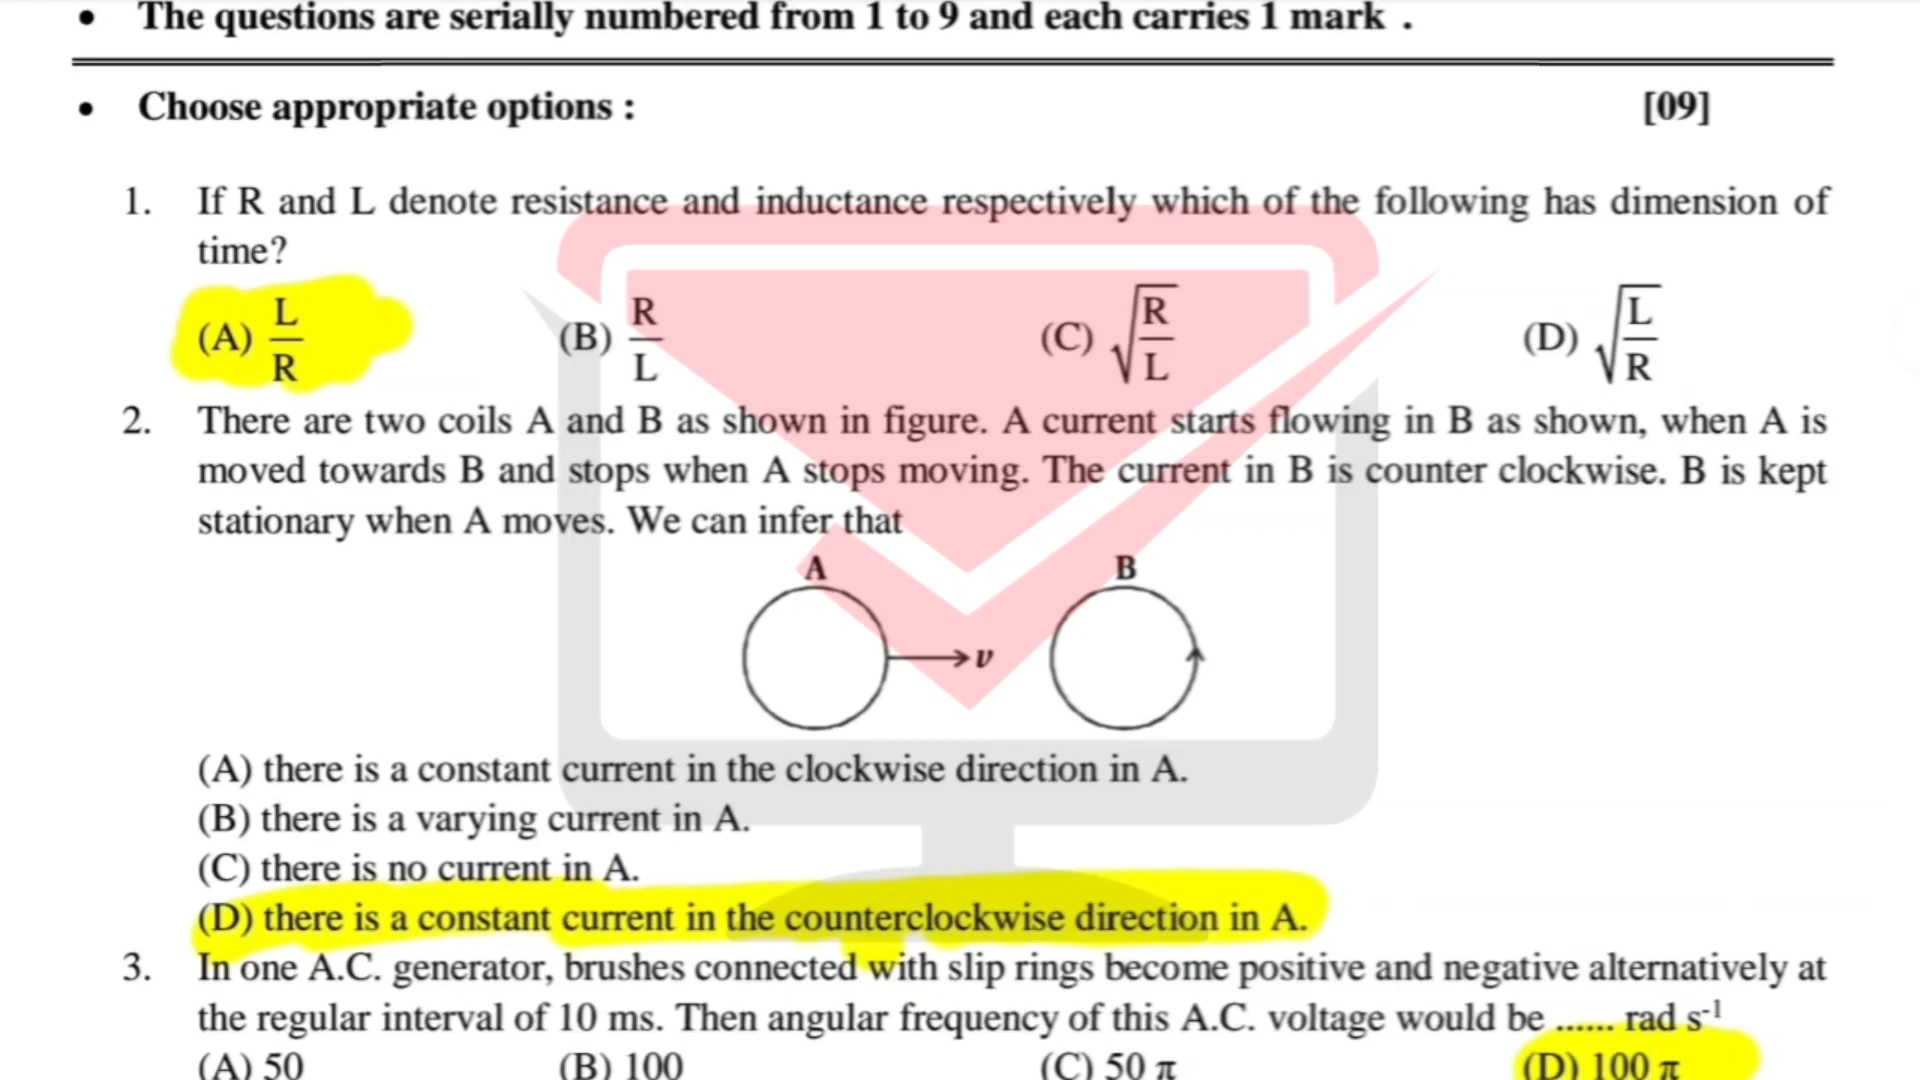 • The questions are serially numbered from 1 to 9 and each carries 1 mark .
• Choose appropriate options : [09]
1. If R and L denote resistance and inductance respectively which of the following has dimension of
time?
(A) L/R (B) R/L (C) √(R/L) (D) √(L/R)
2. There are two coils A and B as shown in figure. A current starts flowing in B as shown, when A is
moved towards B and stops when A stops moving. The current in B is counter clockwise. B is kept
stationary when A moves. We can infer that
A B
v
(A) there is a constant current in the clockwise direction in A.
(B) there is a varying current in A.
(C) there is no current in A.
(D) there is a constant current in the counterclockwise direction in A.
3. In one A.C. generator, brushes connected with slip rings become positive and negative alternatively at
the regular interval of 10 ms. Then angular frequency of this A.C. voltage would be ...... rad s⁻¹
(A) 50 (B) 100 (C) 50 π (D) 100 π